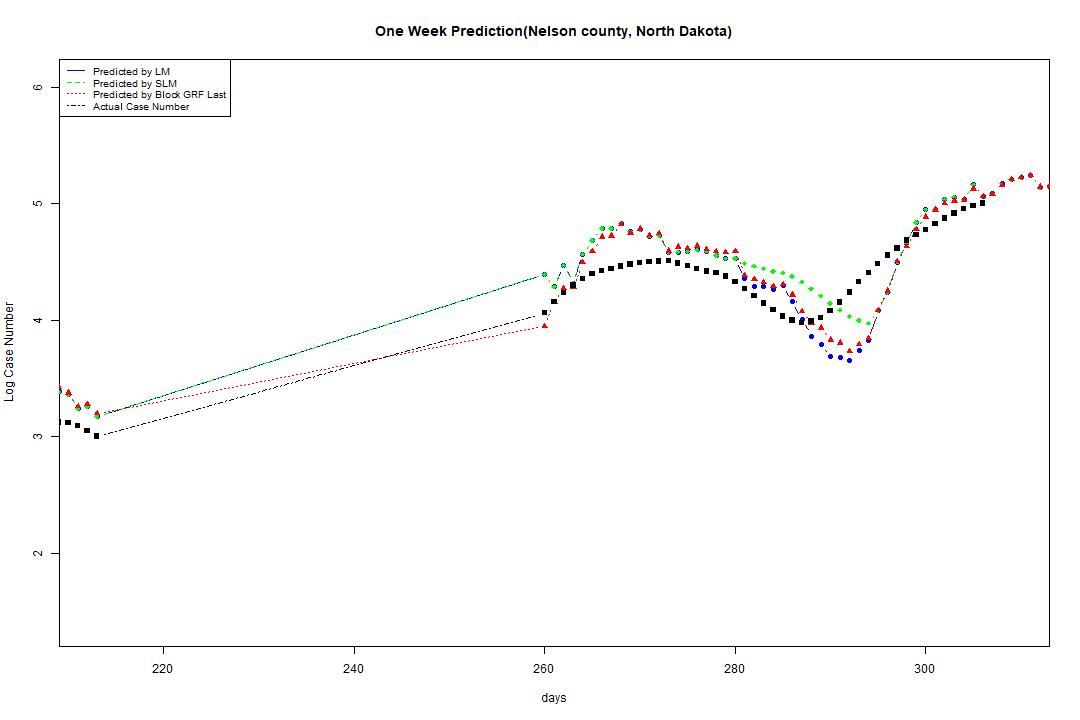 One Week Prediction(Nelson county, North Dakota)
Predicted by LM
Predicted by SLM
Predicted by Block GRF Last
Actual Case Number
6
5
4
3
2
Log Case Number
220 240 260 280 300
days